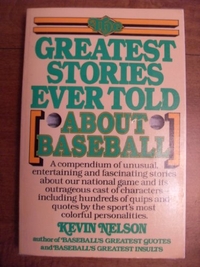 GREATEST
STORIES
EVER TOLD
ABOUT
BASEBALL
A compendium of unusual,
entertaining and fascinating stories
about our national game and its
outrageous cast of characters
including hundreds of quips and
quotes by the sport's most
colorful personalities.
KEVIN NELSON
author of BASEBALL'S GREATEST QUOTES
and BASEBALL'S GREATEST INSULTS